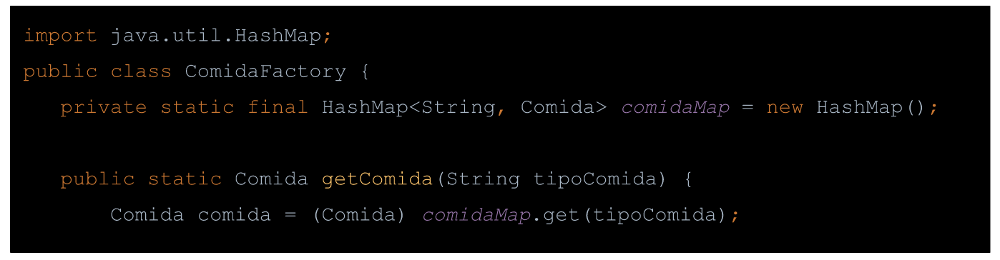 import java.util.HashMap;
public class ComidaFactory {
private static final HashMap<String, Comida> comidaMap = new HashMap();
public static Comida getComida(String tipoComida) {
Comida comida = (Comida) comidaMap.get(tipoComida);